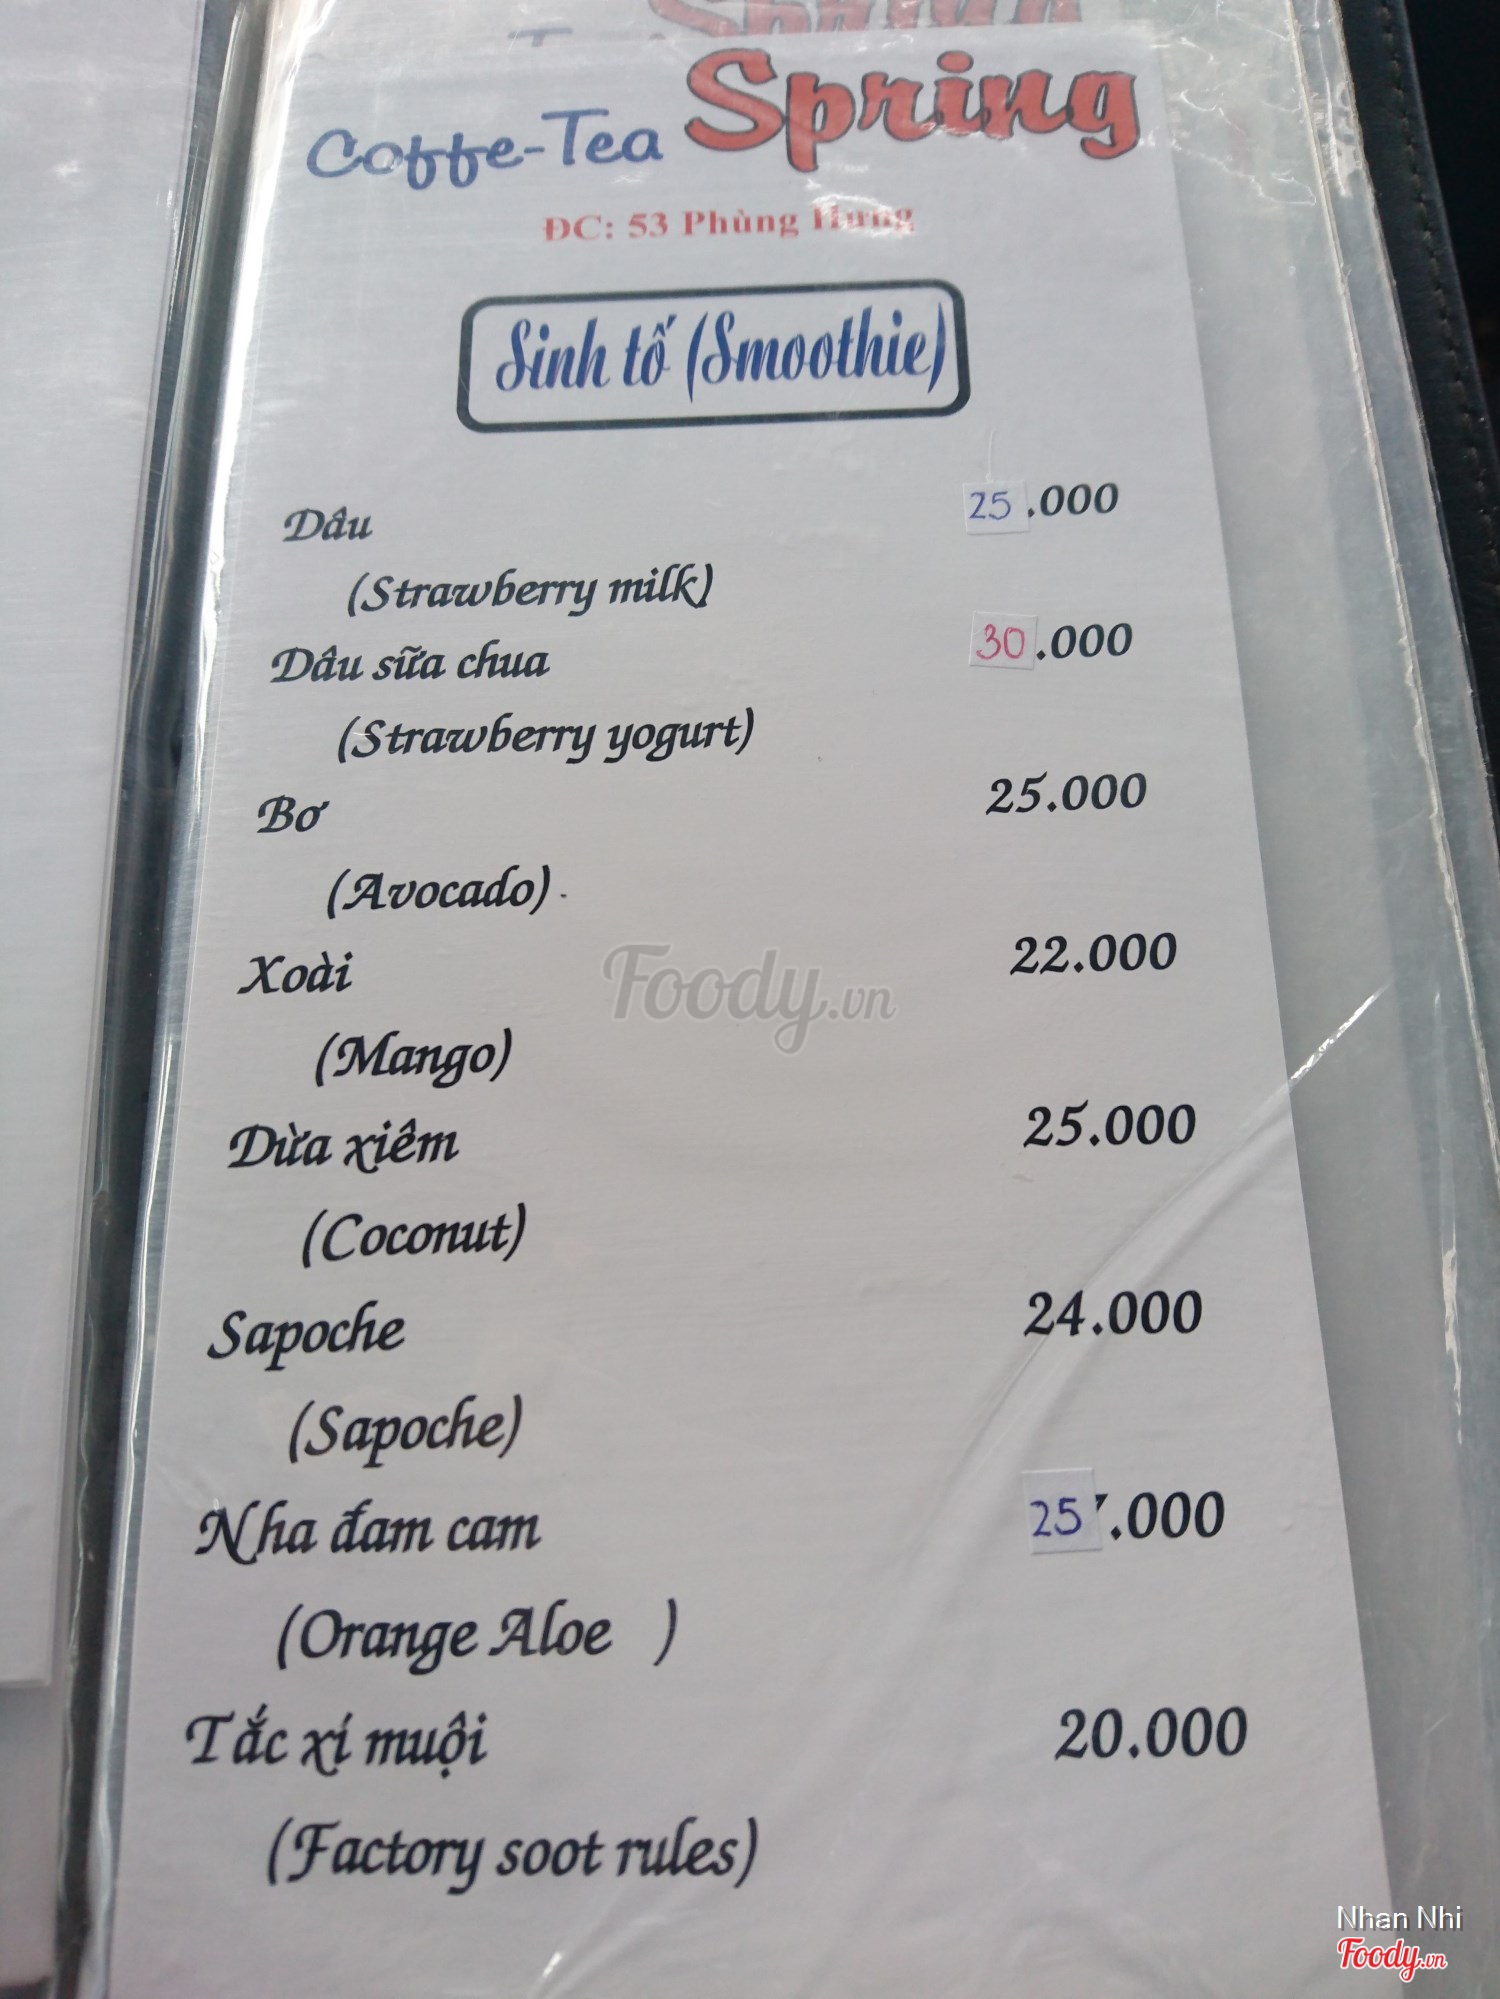 Coffe-Tea Spring
ĐC: 53 Phùng Hưng
Sinh tố (Smoothie)
Dâu 25.000
(Strawberry milk)
Dâu sữa chua 30.000
(Strawberry yogurt)
Bơ 25.000
(Avocado)
Xoài 22.000
(Mango)
Foody.vn
Dừa xiêm 25.000
(Coconut)
Sapoche 24.000
(Sapoche)
Nha đam cam 25.000
(Orange Aloe )
Tắc xí muội 20.000
(Factory soot rules)
Nhan Nhi
Foody.vn